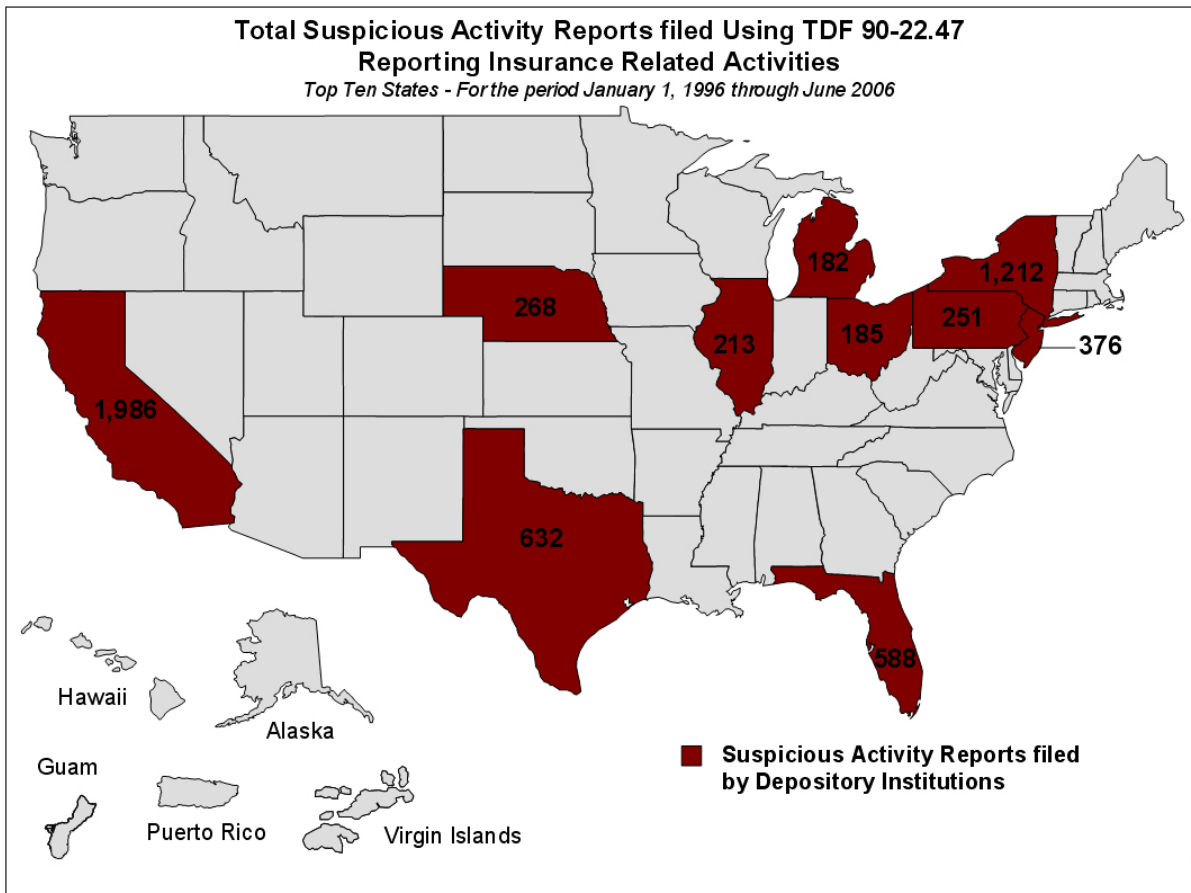 Total Suspicious Activity Reports filed Using TDF 90-22.47
Reporting Insurance Related Activities
Top Ten States - For the period January 1, 1996 through June 2006
182
1,212
268
251
213
185
376
1,986
632
588
Hawaii
Alaska
Guam
Puerto Rico
Virgin Islands
Suspicious Activity Reports filed
by Depository Institutions